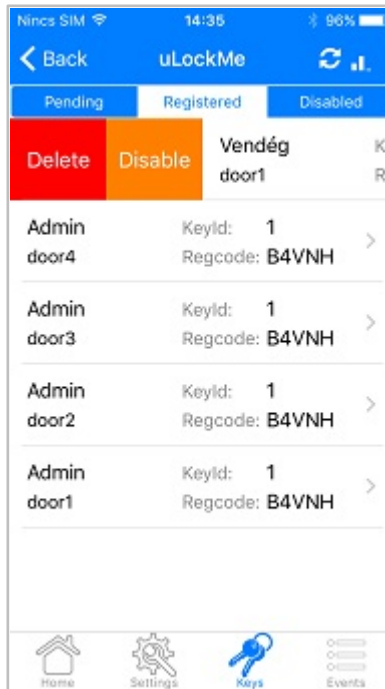 Nincs SIM 14:35 96%
Back uLockMe
Pending Registered Disabled
Delete Disable Vendég K
door1 R
Admin KeyId: 1
door4 Regcode: B4VNH
Admin KeyId: 1
door3 Regcode: B4VNH
Admin KeyId: 1
door2 Regcode: B4VNH
Admin KeyId: 1
door1 Regcode: B4VNH
Home Settings Keys Events